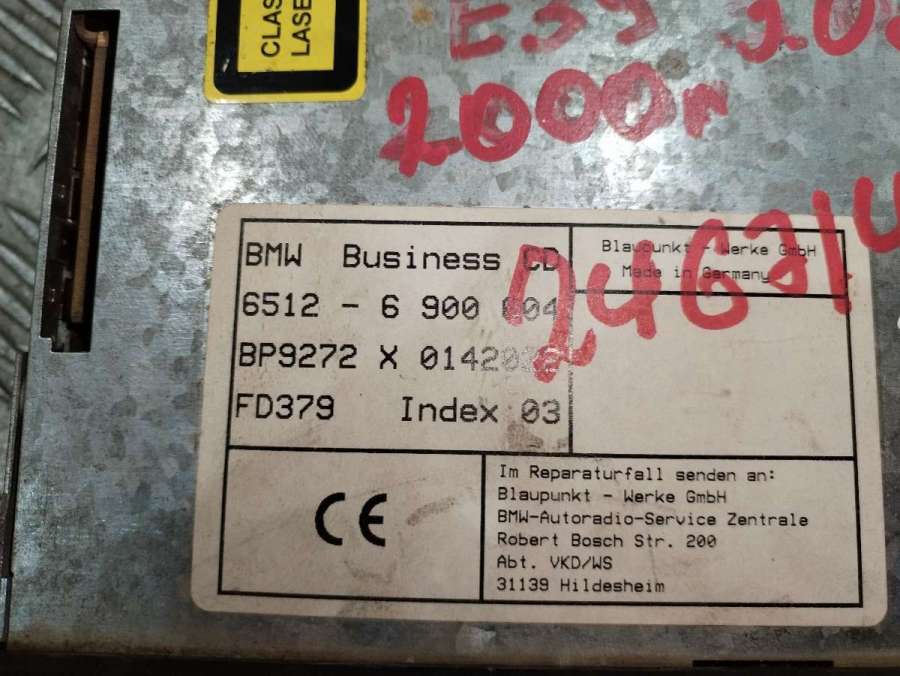 CLAS
LASE
E39
2000r
BMW Business CD
6512 - 6 900
BP9272 X
FD379 Index 03
Blaupunkt - Werke GmbH
Made in Germany
CE
Im Reparaturfall senden an:
Blaupunkt - Werke GmbH
BMW-Autoradio-Service Zentrale
Robert Bosch Str. 200
Abt. VKD/WS
31139 Hildesheim